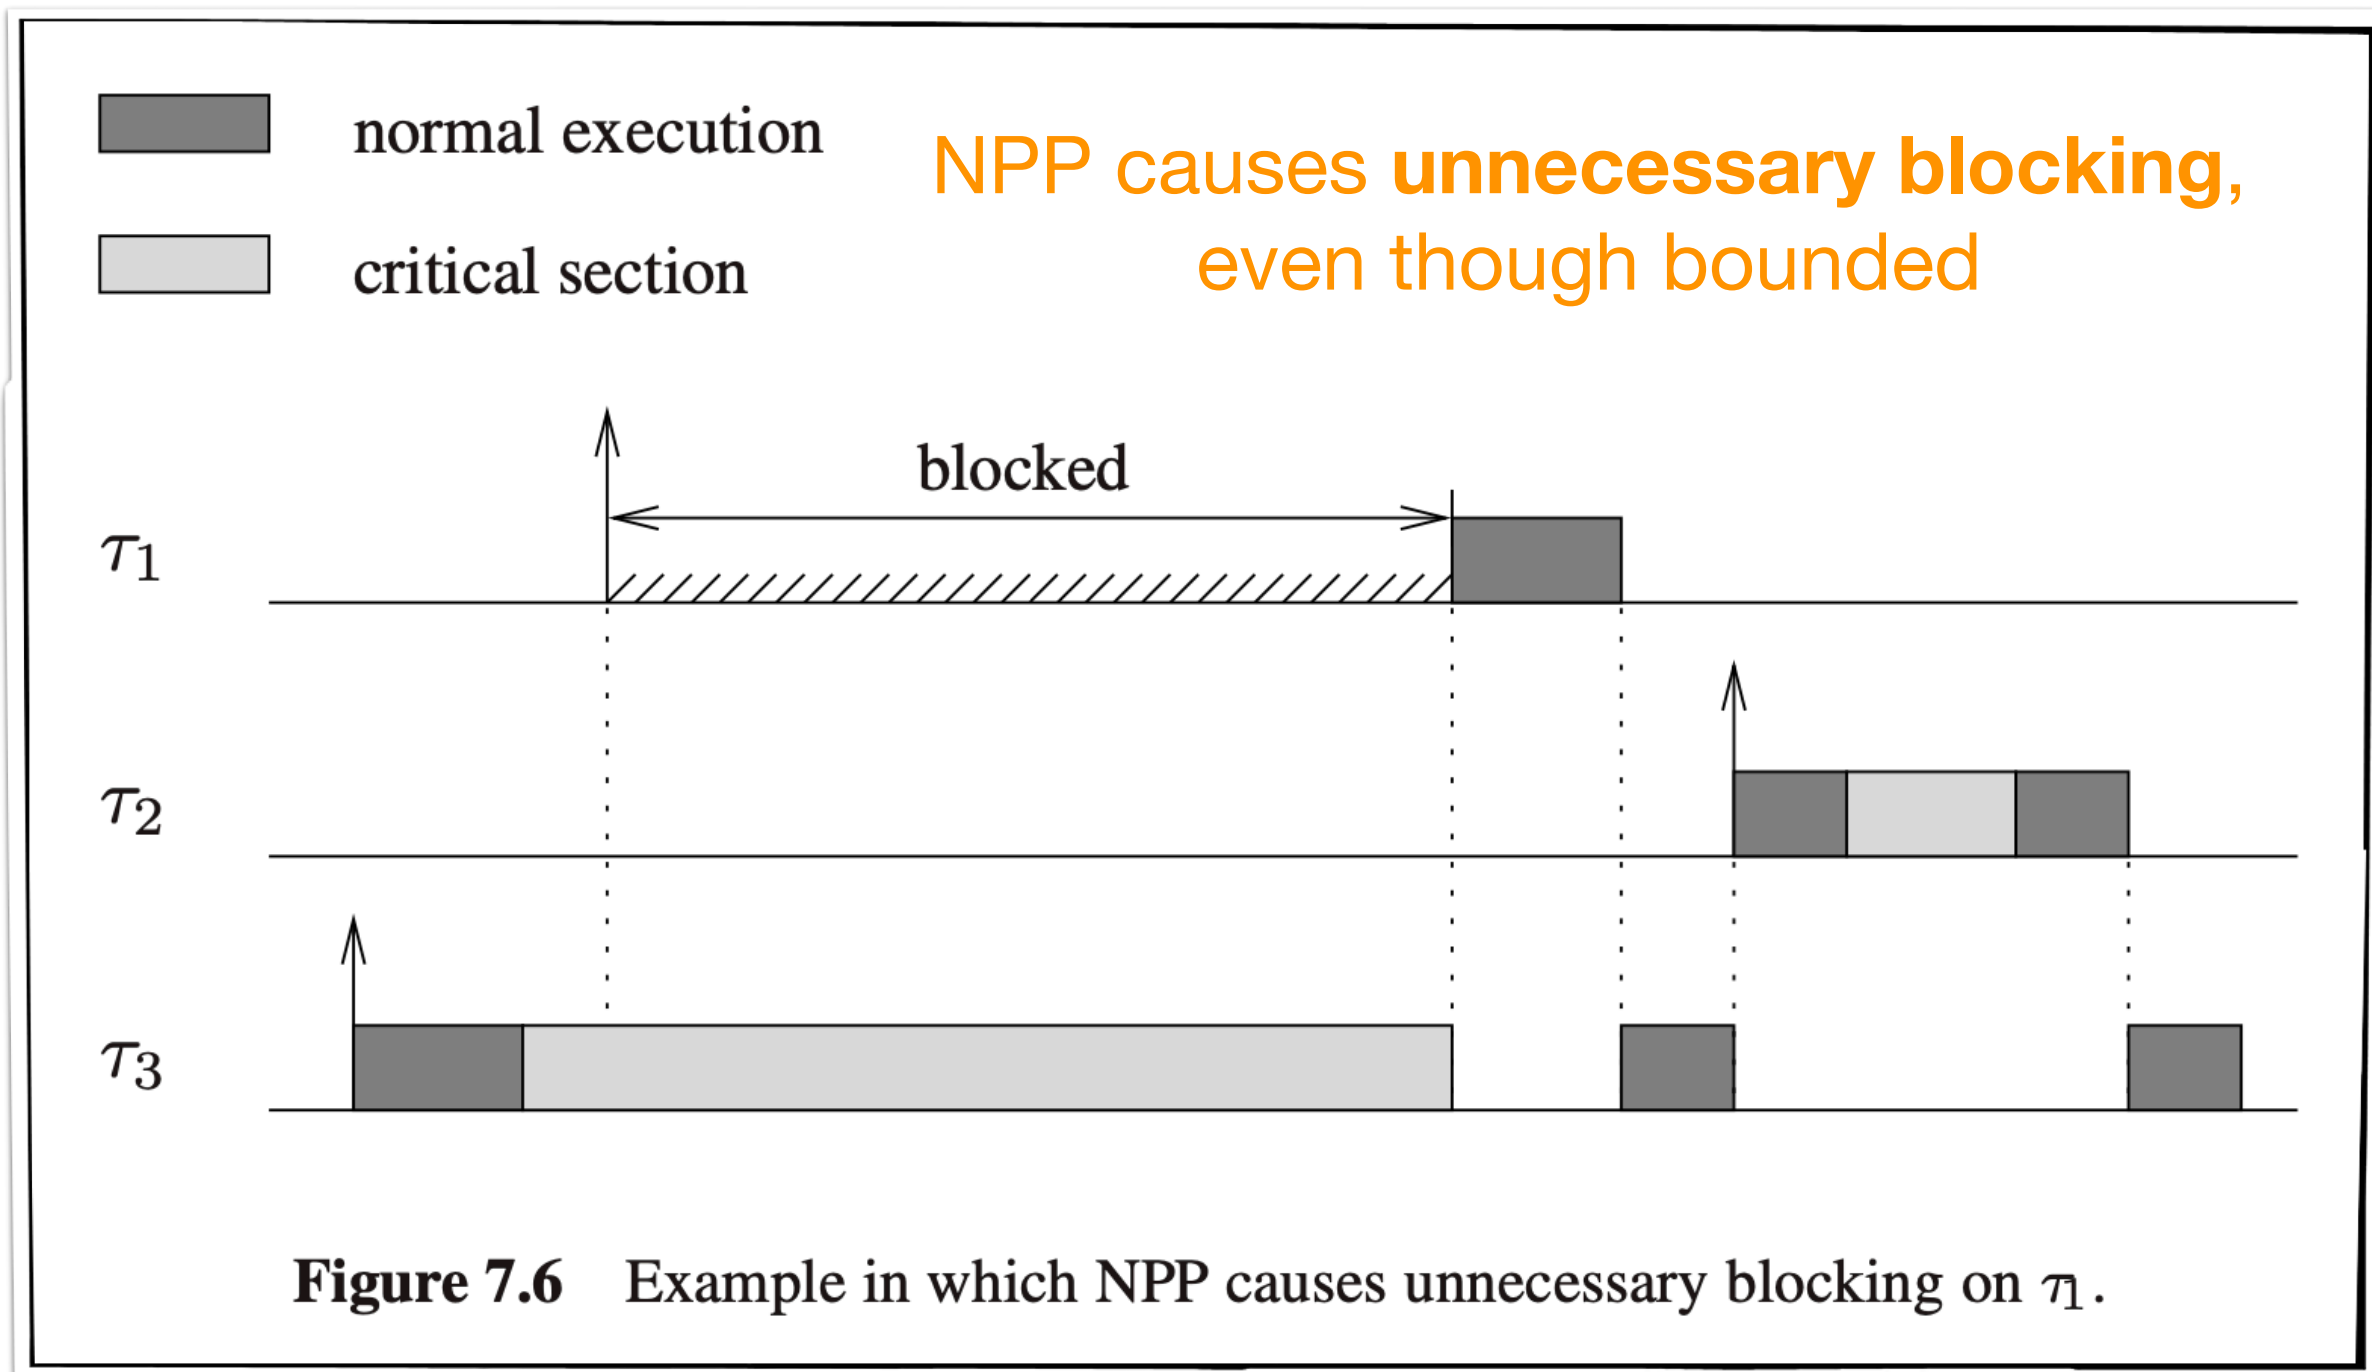 normal execution
NPP causes unnecessary blocking,
critical section
even though bounded
blocked
τ1
τ2
τ3
Figure 7.6 Example in which NPP causes unnecessary blocking on τ1.